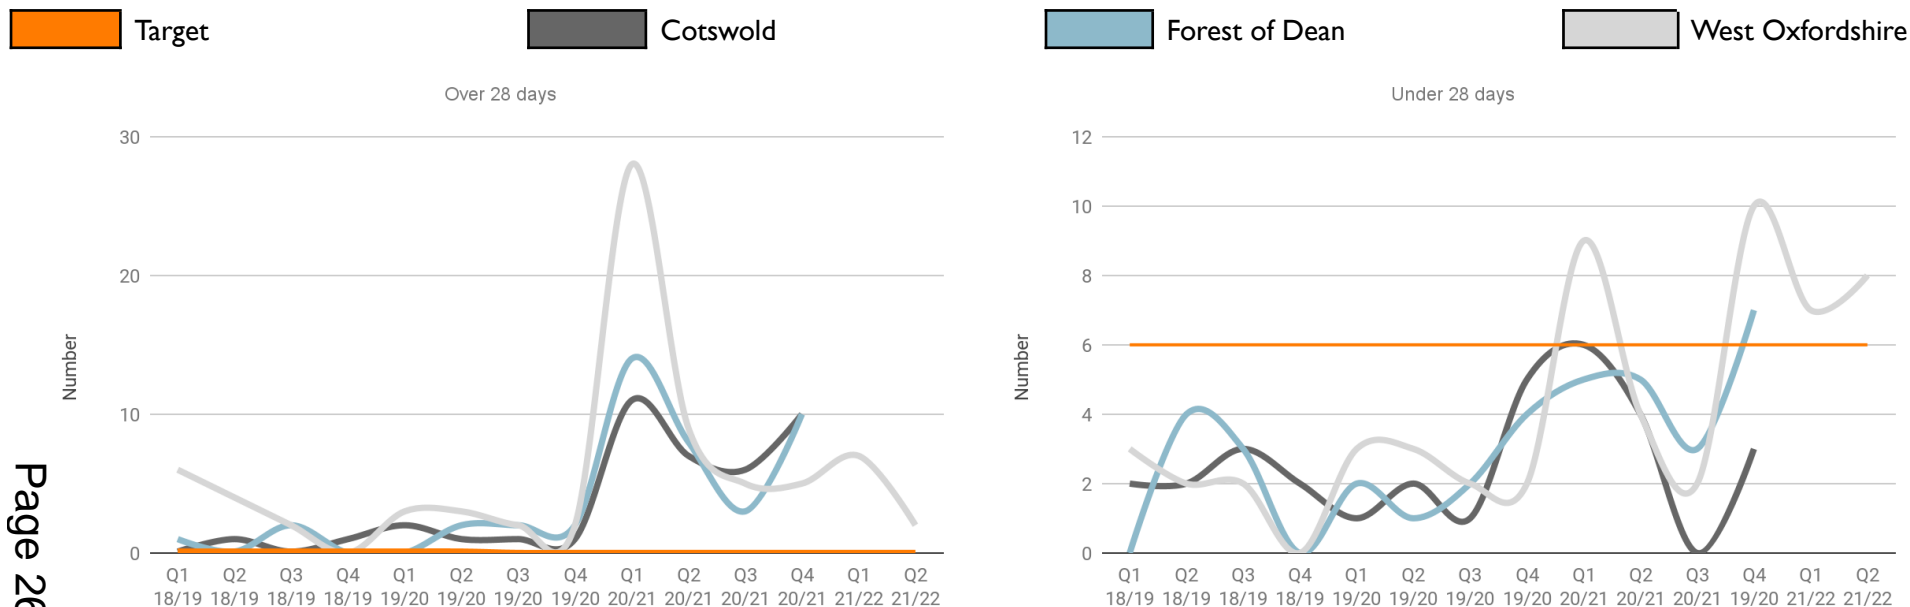 Target Cotswold Forest of Dean West Oxfordshire
Over 28 days
30
20
10
0
Number
Q1 Q2 Q3 Q4 Q1 Q2 Q3 Q4 Q1 Q2 Q3 Q4 Q1 Q2
18/19 18/19 18/19 18/19 19/20 19/20 19/20 19/20 20/21 20/21 20/21 20/21 21/22 21/22
Under 28 days
12
10
8
6
4
2
0
Number
Q1 Q2 Q3 Q4 Q1 Q2 Q3 Q4 Q1 Q2 Q3 Q4 Q1 Q2
18/19 18/19 18/19 18/19 19/20 19/20 19/20 19/20 20/21 20/21 20/21 19/20 21/22 21/22
Page 26